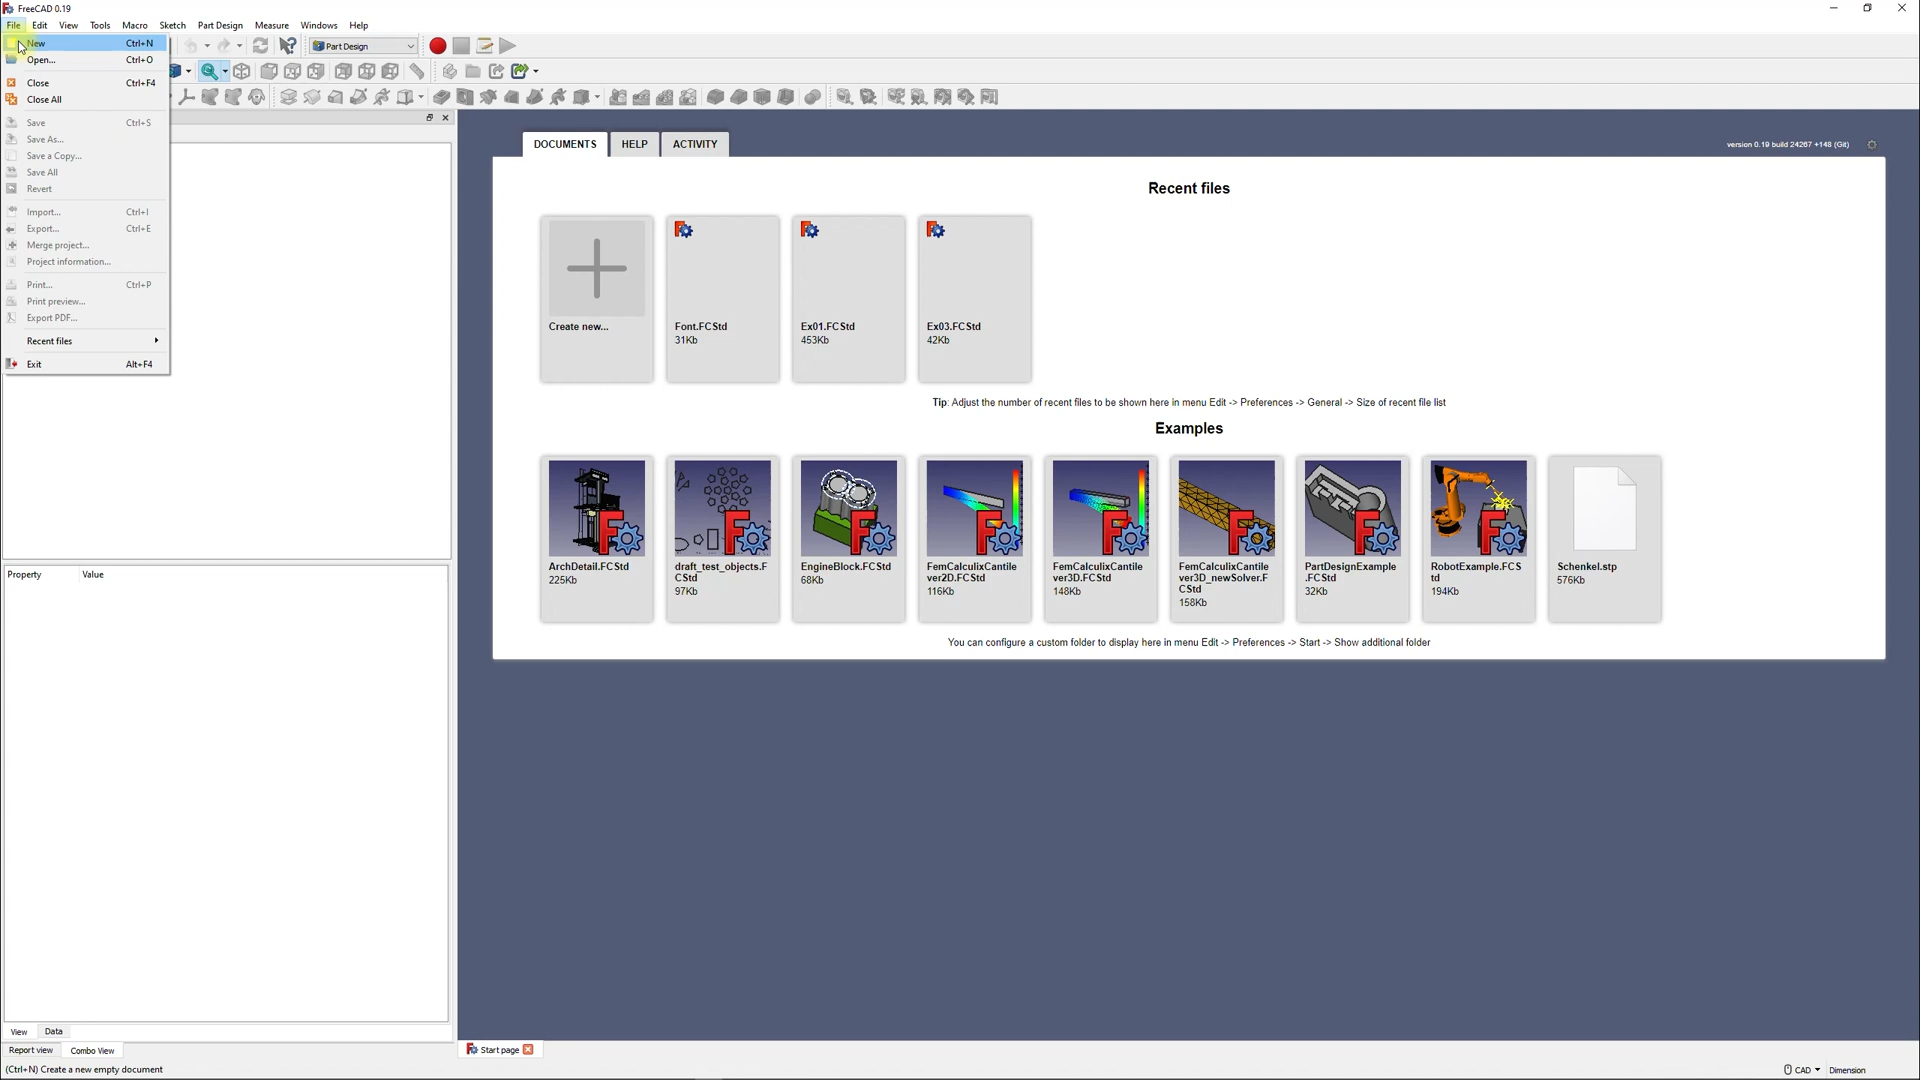 FreeCAD 0.19
File Edit View Tools Macro Sketch Part Design Measure Windows Help
New Ctrl+N
Part Design
Open... Ctrl+O
Close Ctrl+F4
Close All
Save Ctrl+S
Save As...
Save a Copy...
Save All
Revert
Import... Ctrl+I
Export... Ctrl+E
Merge project...
Project information...
Print... Ctrl+P
Print preview...
Export PDF...
Recent files
Exit Alt+F4
DOCUMENTS HELP ACTIVITY
version 0.19 build 24267 +148 (Git)
Recent files
Create new...
Font.FCStd
31Kb
Ex01.FCStd
453Kb
Ex03.FCStd
42Kb
Tip: Adjust the number of recent files to be shown here in menu Edit -> Preferences -> General -> Size of recent file list
Examples
ArchDetail.FCStd
225Kb
draft_test_objects.F
CStd
97Kb
EngineBlock.FCStd
68Kb
FemCalculixCantile
ver2D.FCStd
116Kb
FemCalculixCantile
ver3D.FCStd
148Kb
FemCalculixCantile
ver3D_newSolver.F
CStd
158Kb
PartDesignExample
.FCStd
32Kb
RobotExample.FCS
td
194Kb
Schenkel.stp
576Kb
You can configure a custom folder to display here in menu Edit -> Preferences -> Start -> Show additional folder
Property Value
View Data
Report view Combo View
Start page
(Ctrl+N) Create a new empty document
CAD Dimension